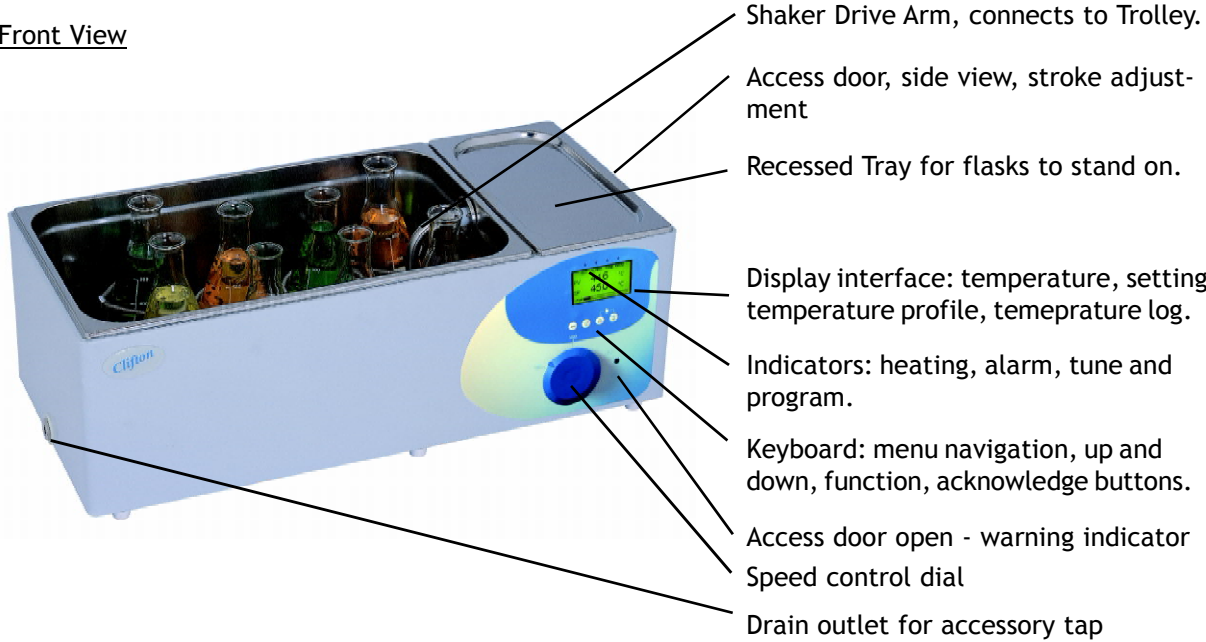 Front View
Shaker Drive Arm, connects to Trolley.
Access door, side view, stroke adjust-
ment
Recessed Tray for flasks to stand on.
Display interface: temperature, setting
temperature profile, temeprature log.
Indicators: heating, alarm, tune and
program.
Keyboard: menu navigation, up and
down, function, acknowledge buttons.
Access door open - warning indicator
Speed control dial
Drain outlet for accessory tap
Clifton